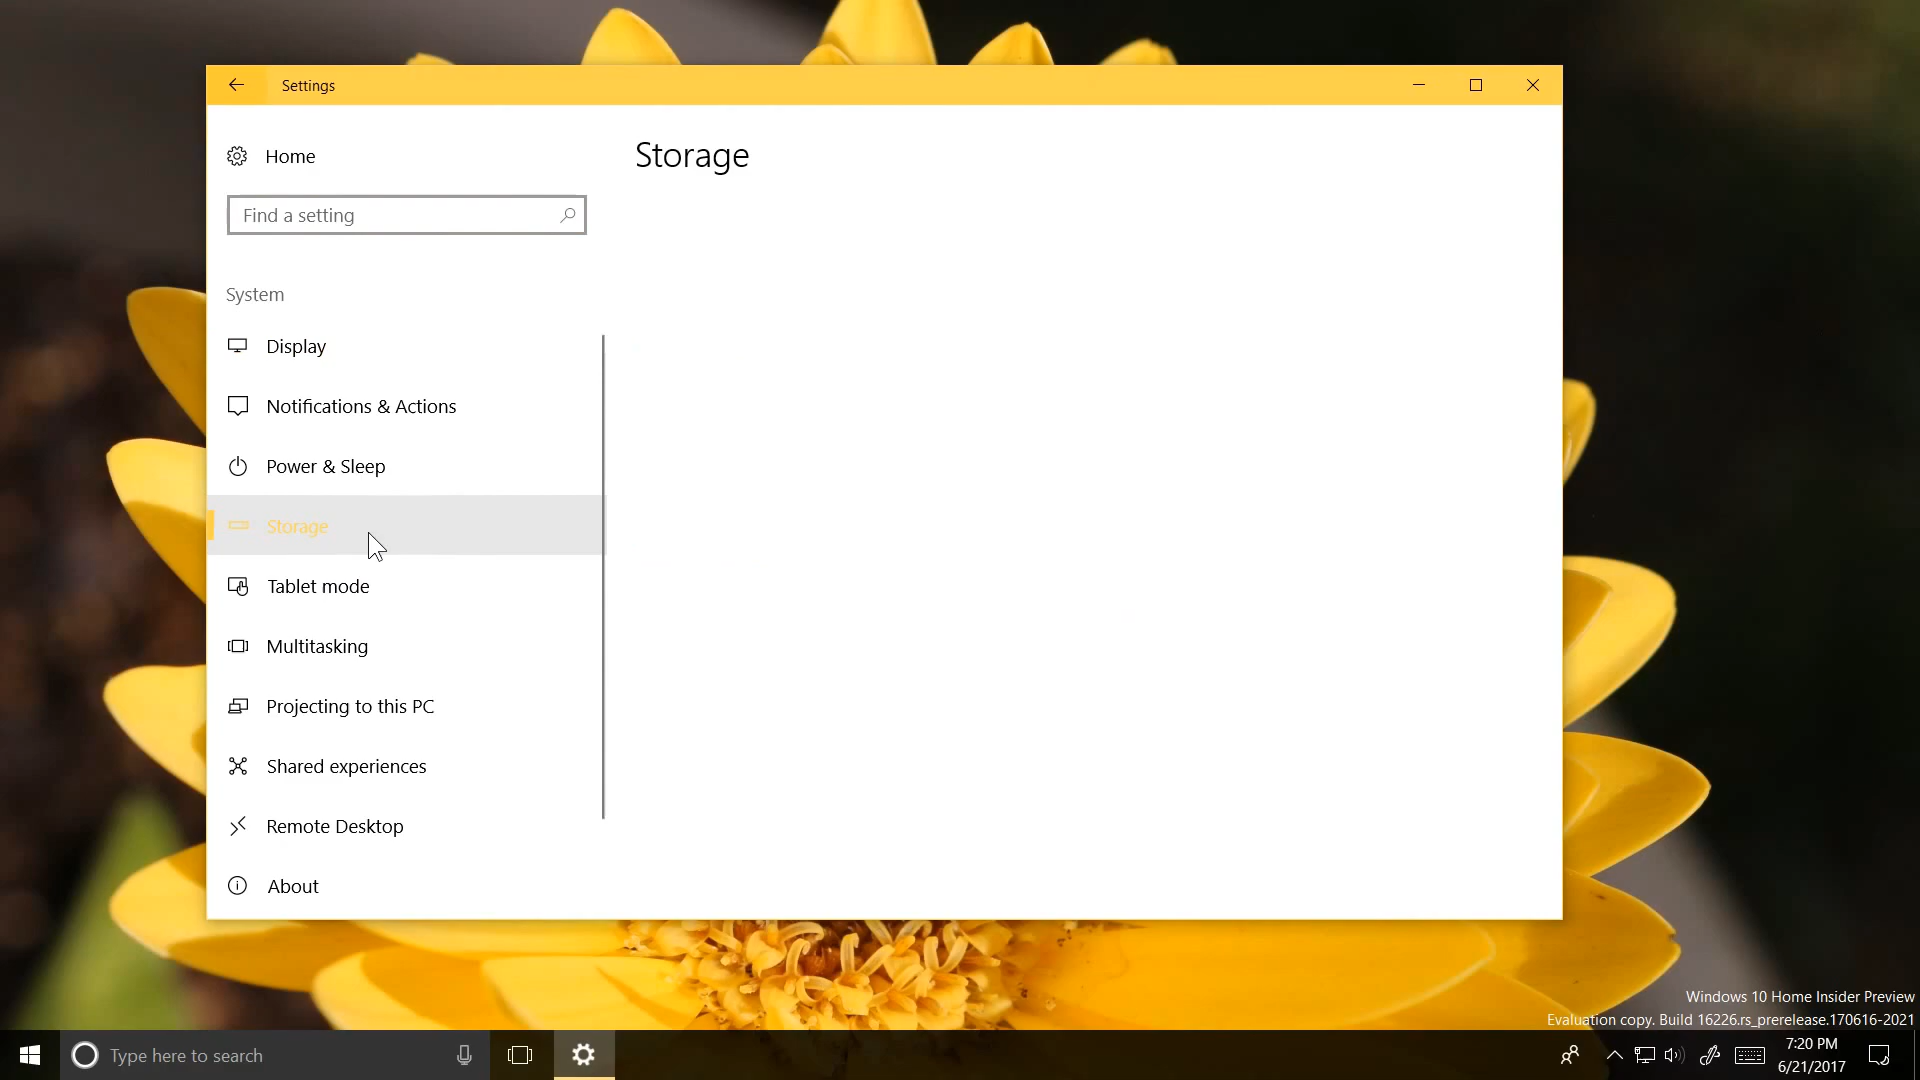 Settings
Home
Storage
Find a setting
System
Display
Notifications & Actions
Power & Sleep
Storage
Tablet mode
Multitasking
Projecting to this PC
Shared experiences
Remote Desktop
About
Windows 10 Home Insider Preview
Evaluation copy. Build 16226.rs_prerelease.170616-2021
Type here to search
7:20 PM
6/21/2017